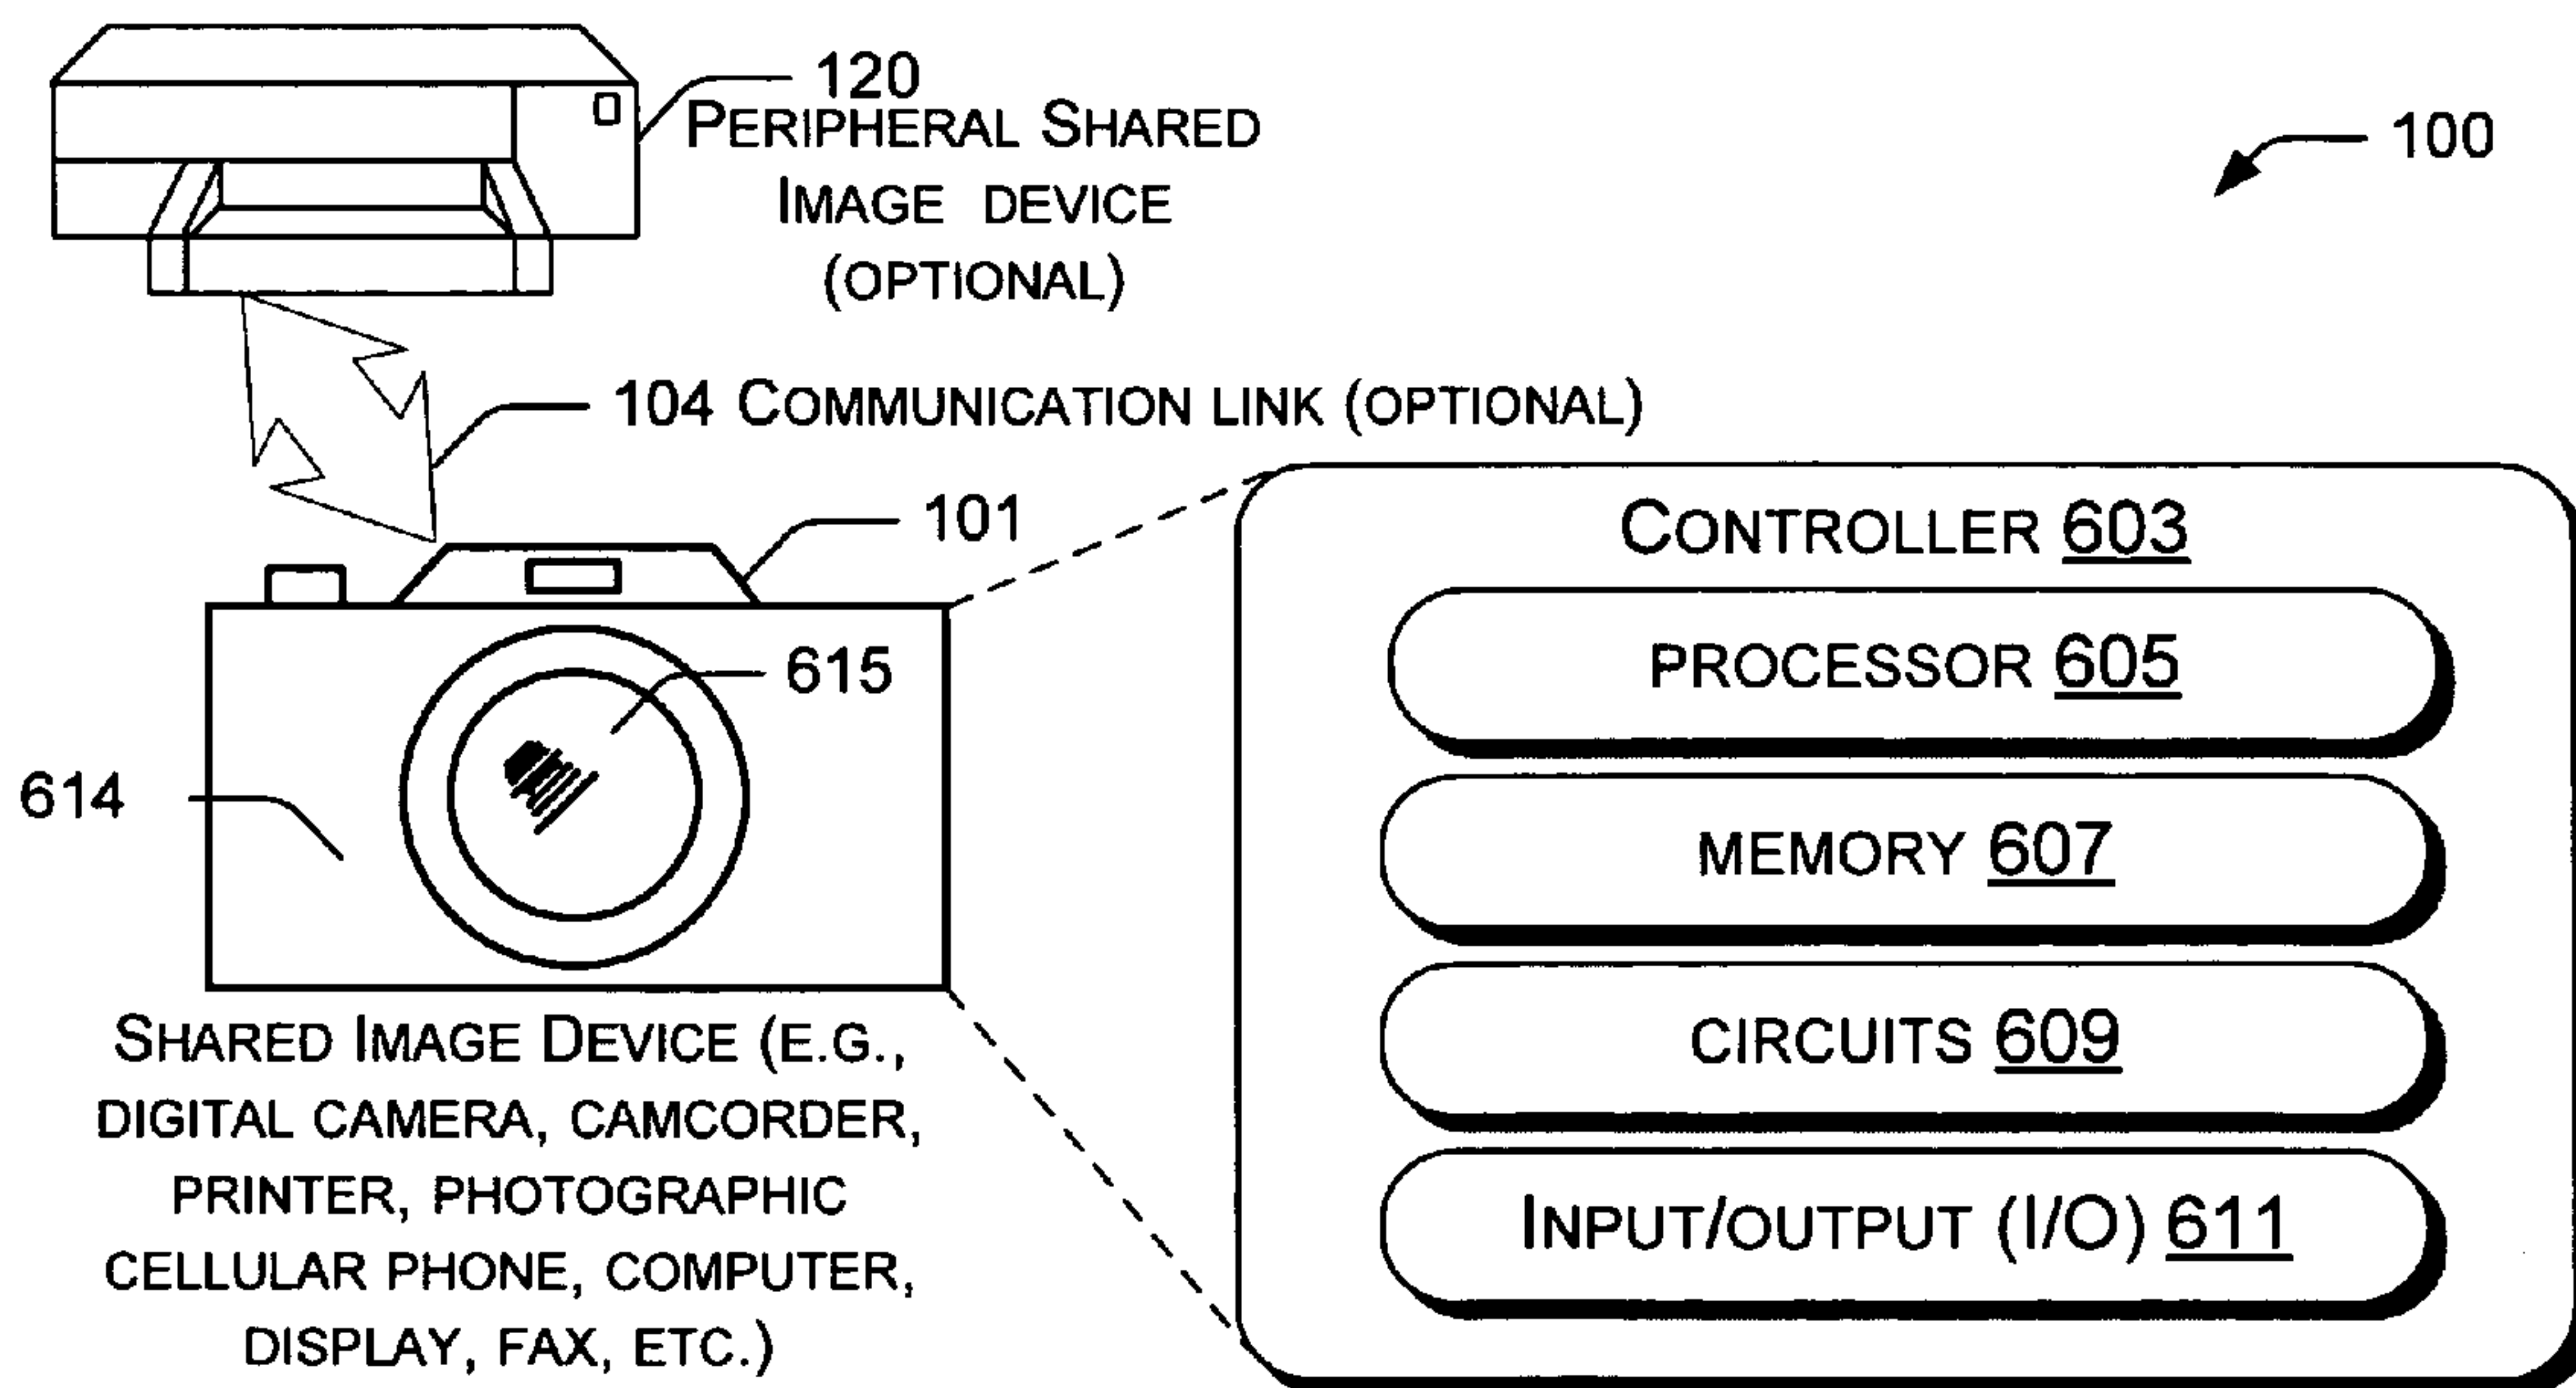 120
PERIPHERAL SHARED
IMAGE DEVICE
(OPTIONAL)
100
104 COMMUNICATION LINK (OPTIONAL)
101
615
614
SHARED IMAGE DEVICE (E.G.,
DIGITAL CAMERA, CAMCORDER,
PRINTER, PHOTOGRAPHIC
CELLULAR PHONE, COMPUTER,
DISPLAY, FAX, ETC.)
CONTROLLER 603
PROCESSOR 605
MEMORY 607
CIRCUITS 609
INPUT/OUTPUT (I/O) 611